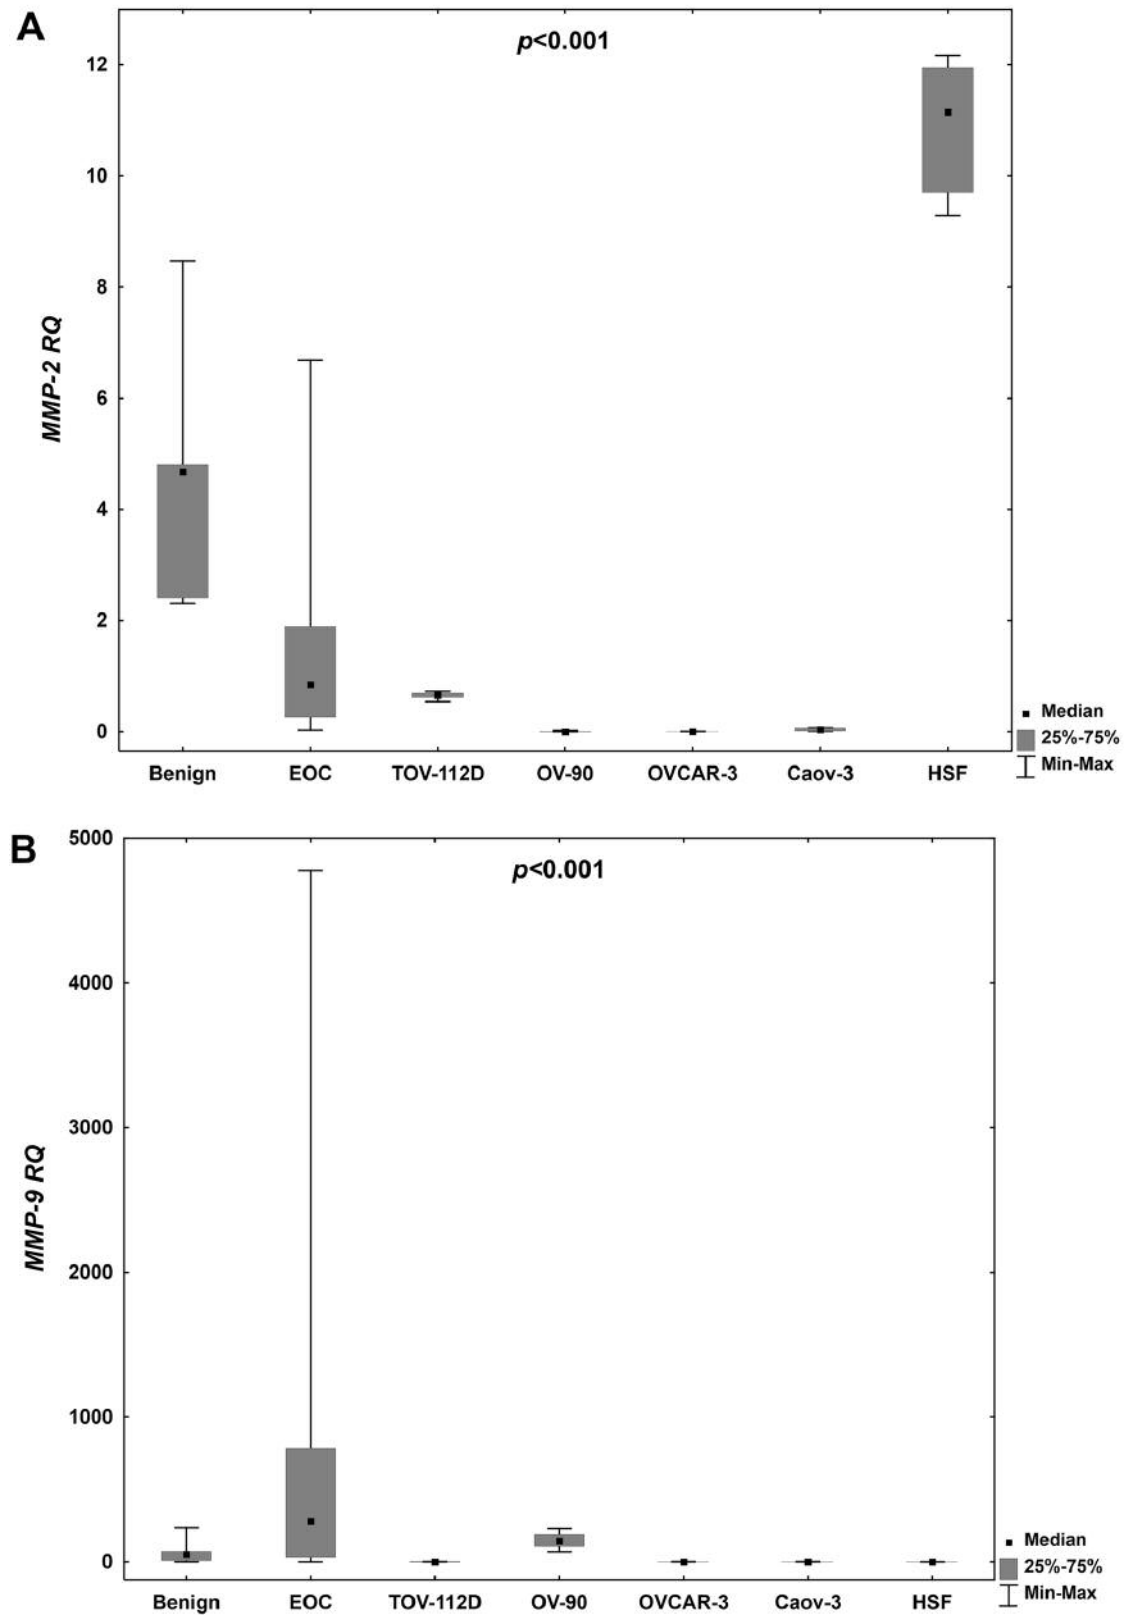 A
p<0.001
12
10
8
6
4
2
0
MMP-2 RQ
Benign EOC TOV-112D OV-90 OVCAR-3 Caov-3 HSF
Median
25%-75%
Min-Max
B
p<0.001
5000
4000
3000
2000
1000
0
MMP-9 RQ
Benign EOC TOV-112D OV-90 OVCAR-3 Caov-3 HSF
Median
25%-75%
Min-Max